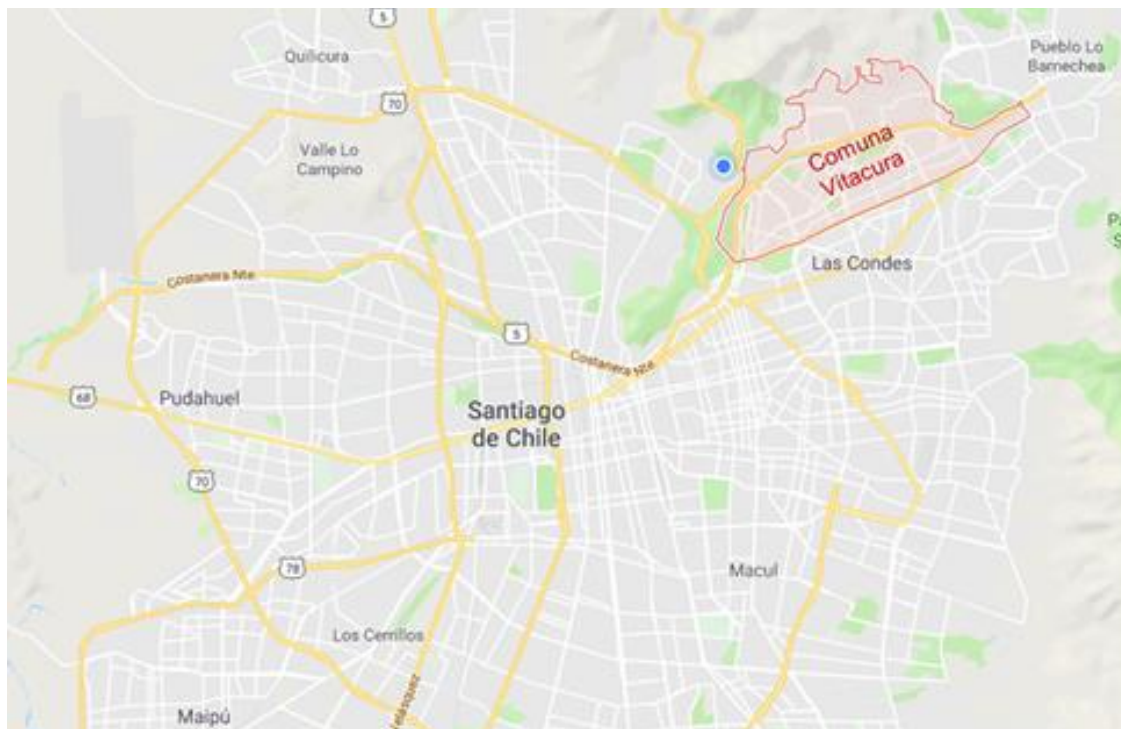 5
Quilicura
Pueblo Lo
Barnechea
70
Valle Lo
Campino
Comuna
Vitacura
Las Condes
Costanera Nte
5
Costanera Nte
68
Pudahuel
Santiago
de Chile
70
78
Macul
Los Cerrillos
Maipú